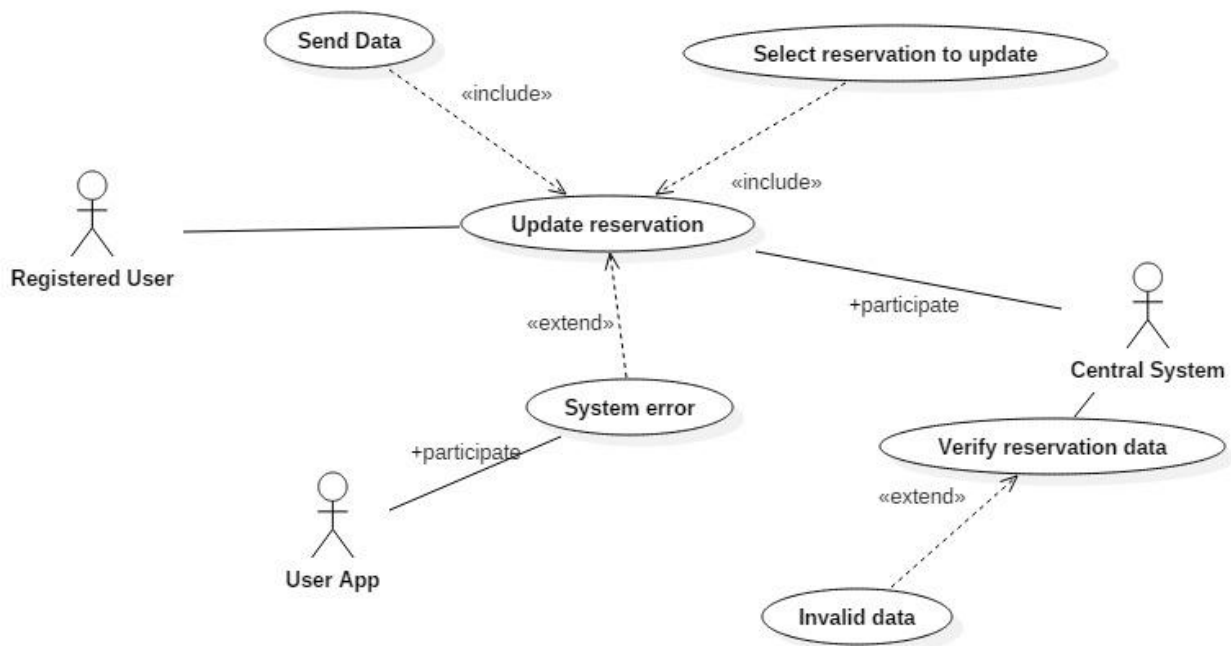 Send Data
Select reservation to update
«include»
«include»
Update reservation
Registered User
+participate
«extend»
Central System
System error
Verify reservation data
+participate
«extend»
User App
Invalid data